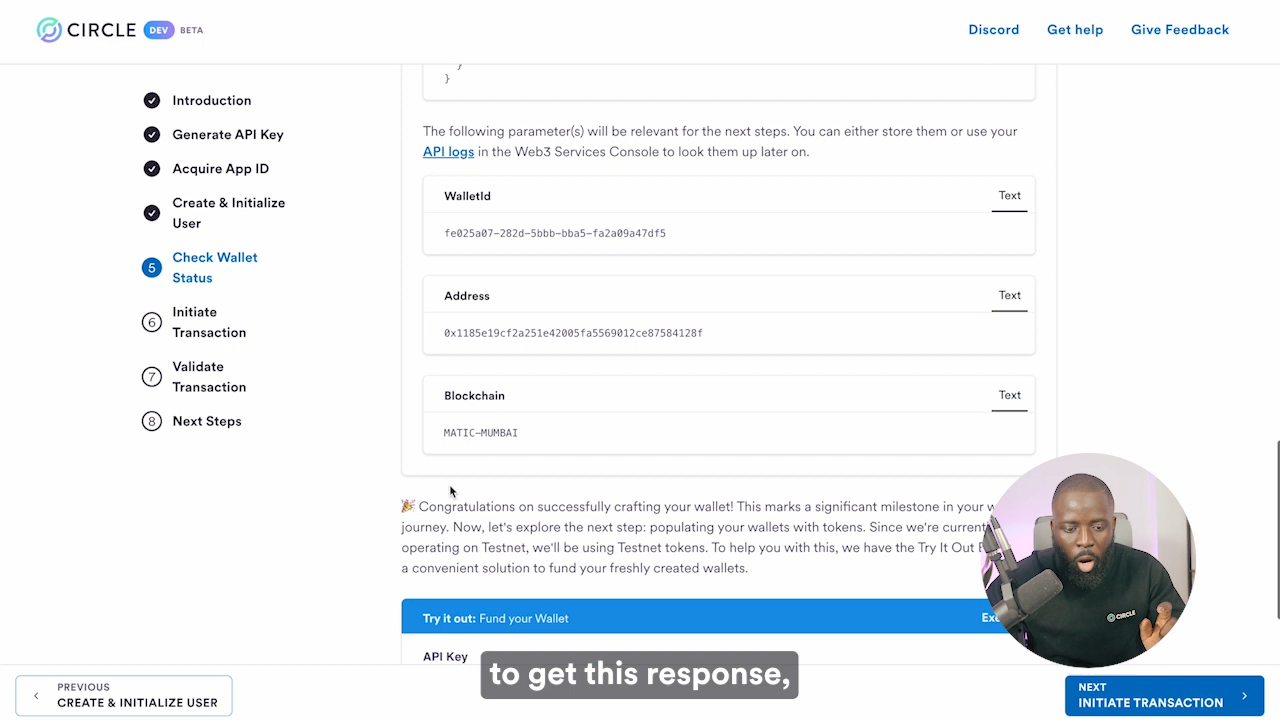 CIRCLE DEV BETA
Discord Get help Give Feedback
Introduction
Generate API Key
Acquire App ID
Create & Initialize
User
5 Check Wallet
Status
6 Initiate
Transaction
7 Validate
Transaction
8 Next Steps
}
}
The following parameter(s) will be relevant for the next steps. You can either store them or use your
API logs in the Web3 Services Console to look them up later on.
WalletId Text
fe025a07-282d-5bbb-bba5-fa2a09a47df5
Address Text
0x1185e19cf2a251e42005fa5569012ce87584128f
Blockchain Text
MATIC-MUMBAI
🎉 Congratulations on successfully crafting your wallet! This marks a significant milestone in your
journey. Now, let's explore the next step: populating your wallets with tokens. Since we're
operating on Testnet, we'll be using Testnet tokens. To help you with this, we have the Try It Out
a convenient solution to fund your freshly created wallets.
Try it out: Fund your Wallet
API Key
CIRCLE
to get this response,
PREVIOUS
CREATE & INITIALIZE USER
NEXT
INITIATE TRANSACTION